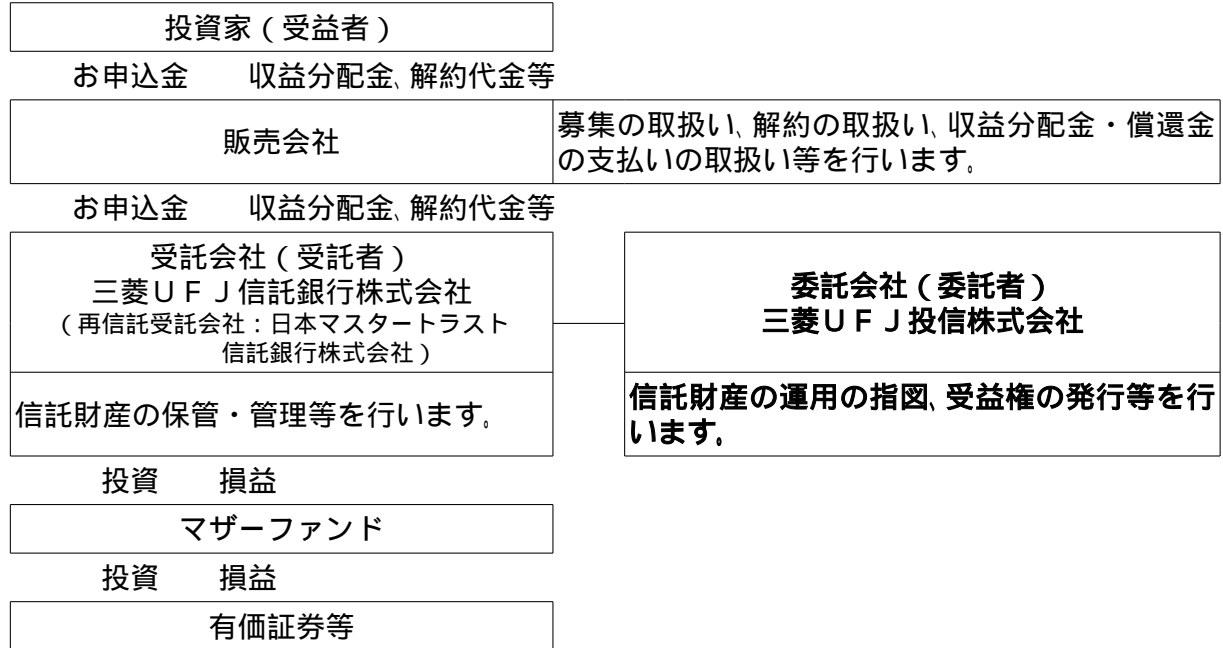 投資家（受益者）
お申込金　収益分配金、解約代金等
販売会社
募集の取扱い、解約の取扱い、収益分配金・償還金
の支払いの取扱い等を行います。
お申込金　収益分配金、解約代金等
受託会社（受託者）
三菱ＵＦＪ信託銀行株式会社
（再信託受託会社：日本マスタートラスト
信託銀行株式会社）
委託会社（委託者）
三菱ＵＦＪ投信株式会社
信託財産の保管・管理等を行います。
信託財産の運用の指図、受益権の発行等を行
います。
投資　損益
マザーファンド
投資　損益
有価証券等